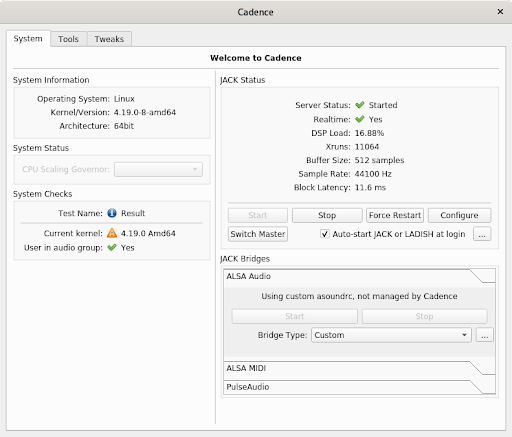 Cadence
System Tools Tweaks
Welcome to Cadence
System Information
Operating System: Linux
Kernel/Version: 4.19.0-8-amd64
Architecture: 64bit
System Status
CPU Scaling Governor:
System Checks
Test Name: Result
Current kernel: 4.19.0 Amd64
User in audio group: Yes
JACK Status
Server Status: Started
Realtime: Yes
DSP Load: 16.88%
Xruns: 11064
Buffer Size: 512 samples
Sample Rate: 44100 Hz
Block Latency: 11.6 ms
Start Stop Force Restart Configure
Switch Master Auto-start JACK or LADISH at login ...
JACK Bridges
ALSA Audio
Using custom asoundrc, not managed by Cadence
Start Stop
Bridge Type: Custom ...
ALSA MIDI
PulseAudio